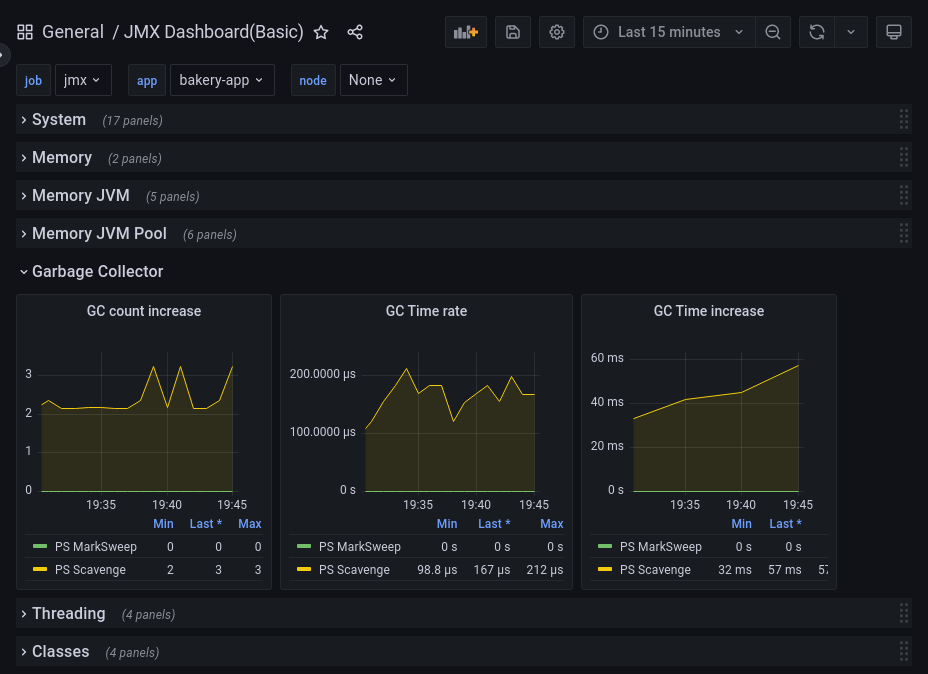 General / JMX Dashboard(Basic) Last 15 minutes
job jmx app bakery-app node None
System (17 panels)
Memory (2 panels)
Memory JVM (5 panels)
Memory JVM Pool (6 panels)
Garbage Collector
GC count increase
3
2
1
0
19:35 19:40 19:45
Min Last * Max
PS MarkSweep 0 0 0
PS Scavenge 2 3 3
GC Time rate
200.0000 µs
100.0000 µs
0 s
19:35 19:40 19:45
Min Last * Max
PS MarkSweep 0 s 0 s 0 s
PS Scavenge 98.8 µs 167 µs 212 µs
GC Time increase
60 ms
40 ms
20 ms
0 s
19:35 19:40 19:45
Min Last *
PS MarkSweep 0 s 0 s
PS Scavenge 32 ms 57 ms 57
Threading (4 panels)
Classes (4 panels)